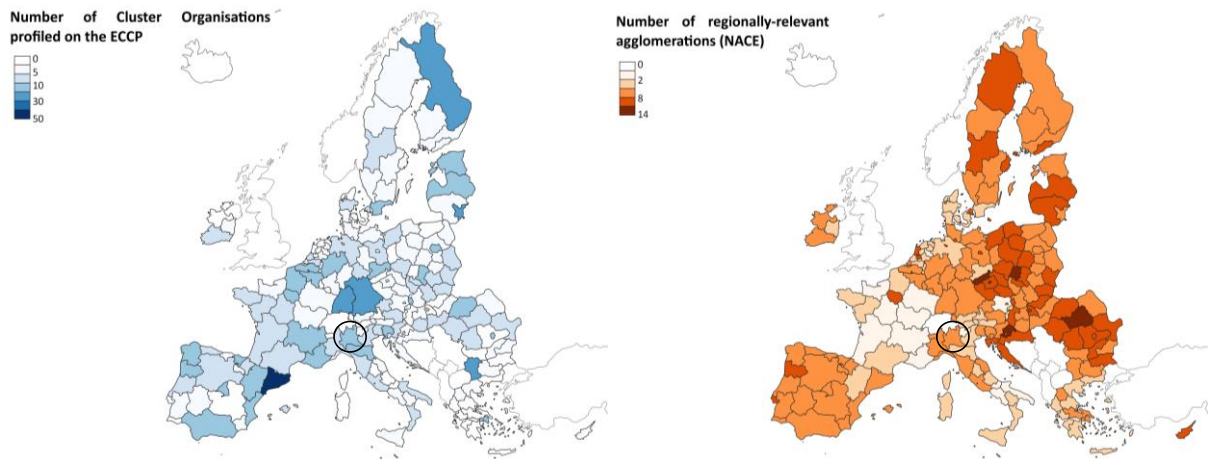 Number of Cluster Organisations
profiled on the ECCP
0
5
10
30
50
Number of regionally-relevant
agglomerations (NACE)
0
2
8
14